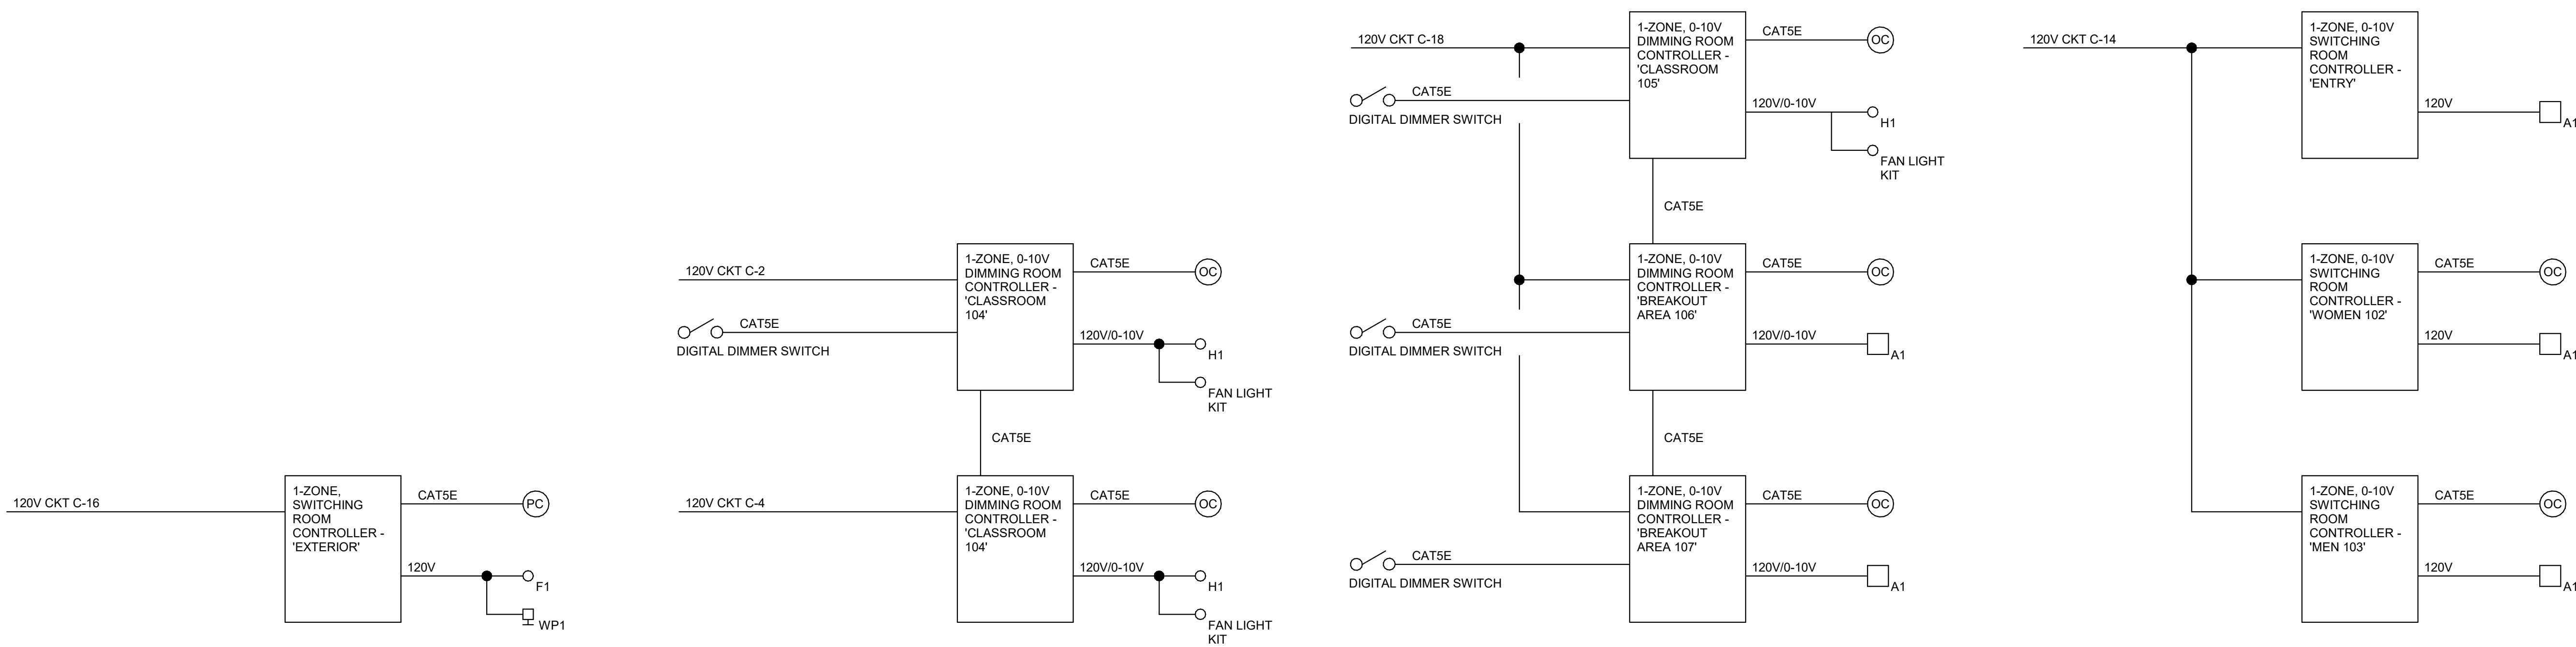 120V CKT C-16
1-ZONE,
SWITCHING
ROOM
CONTROLLER -
'EXTERIOR'
CAT5E
PC
120V
F1
WP1
120V CKT C-2
CAT5E
DIGITAL DIMMER SWITCH
1-ZONE, 0-10V
DIMMING ROOM
CONTROLLER -
'CLASSROOM
104'
CAT5E
OC
120V/0-10V
H1
FAN LIGHT
KIT
CAT5E
120V CKT C-4
1-ZONE, 0-10V
DIMMING ROOM
CONTROLLER -
'CLASSROOM
104'
CAT5E
OC
120V/0-10V
H1
FAN LIGHT
KIT
120V CKT C-18
CAT5E
DIGITAL DIMMER SWITCH
1-ZONE, 0-10V
DIMMING ROOM
CONTROLLER -
'CLASSROOM
105'
CAT5E
OC
120V/0-10V
H1
FAN LIGHT
KIT
CAT5E
CAT5E
DIGITAL DIMMER SWITCH
1-ZONE, 0-10V
DIMMING ROOM
CONTROLLER -
'BREAKOUT
AREA 106'
CAT5E
OC
120V/0-10V
A1
CAT5E
CAT5E
DIGITAL DIMMER SWITCH
1-ZONE, 0-10V
DIMMING ROOM
CONTROLLER -
'BREAKOUT
AREA 107'
CAT5E
OC
120V/0-10V
A1
120V CKT C-14
1-ZONE, 0-10V
SWITCHING
ROOM
CONTROLLER -
'ENTRY'
120V
A1
1-ZONE, 0-10V
SWITCHING
ROOM
CONTROLLER -
'WOMEN 102'
CAT5E
OC
120V
A1
1-ZONE, 0-10V
SWITCHING
ROOM
CONTROLLER -
'MEN 103'
CAT5E
OC
120V
A1